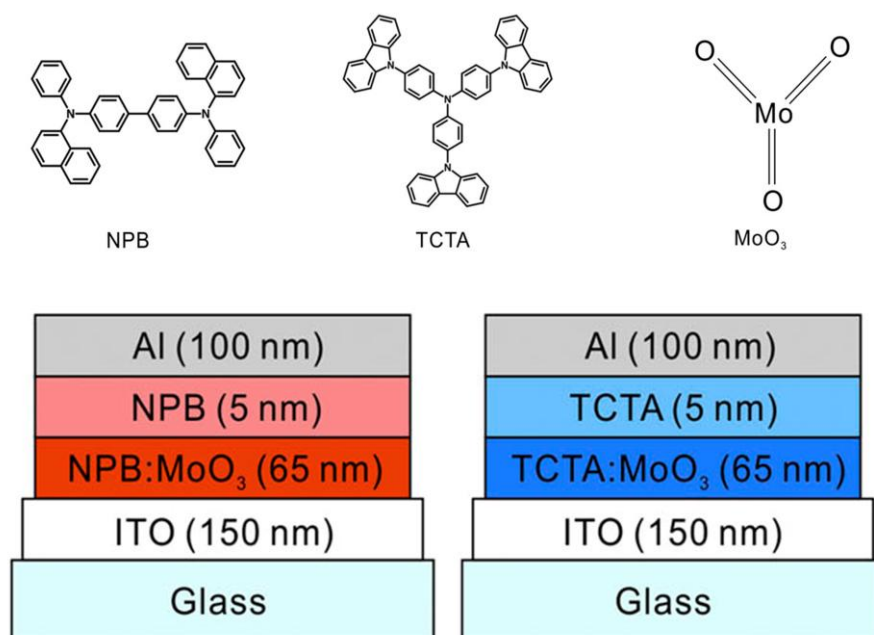 N
N
N
N
N
N
O
O
Mo
O
NPB
TCTA
MoO₃
Al (100 nm)
NPB (5 nm)
NPB:MoO₃ (65 nm)
ITO (150 nm)
Glass
Al (100 nm)
TCTA (5 nm)
TCTA:MoO₃ (65 nm)
ITO (150 nm)
Glass